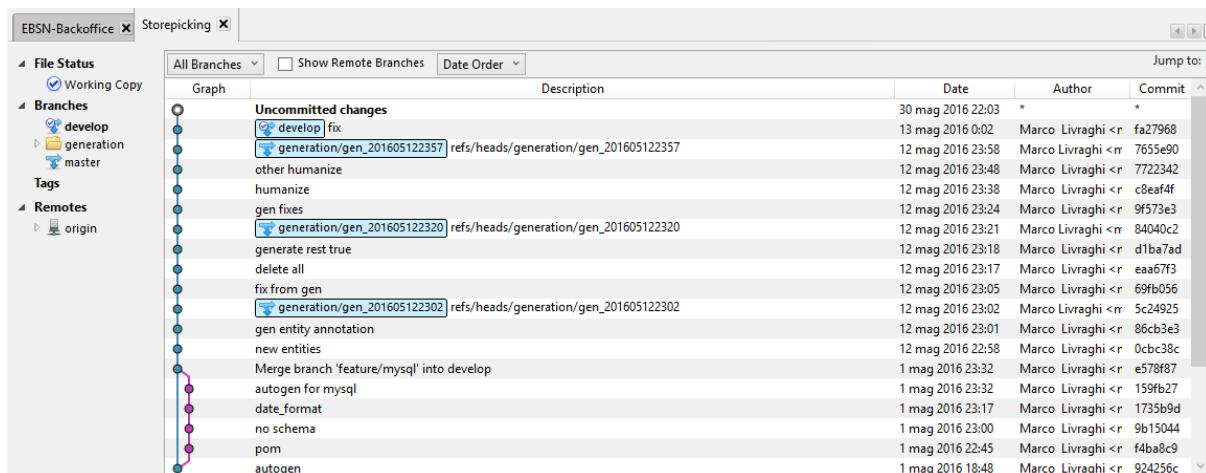 EBSN-Backoffice Storepicking
File Status
Working Copy
Branches
develop
generation
master
Tags
Remotes
origin
All Branches Show Remote Branches Date Order Jump to:
Graph Description Date Author Commit
Uncommitted changes 30 mag 2016 22:03 * *
develop fix 13 mag 2016 0:02 Marco Livraghi <r fa27968
generation/gen_201605122357 refs/heads/generation/gen_201605122357 12 mag 2016 23:58 Marco Livraghi <m 7655e90
other humanize 12 mag 2016 23:48 Marco Livraghi <r 7722342
humanize 12 mag 2016 23:38 Marco Livraghi <r c8eaf4f
gen fixes 12 mag 2016 23:24 Marco Livraghi <r 9f573e3
generation/gen_201605122320 refs/heads/generation/gen_201605122320 12 mag 2016 23:21 Marco Livraghi <m 84040c2
generate rest true 12 mag 2016 23:18 Marco Livraghi <r d1ba7ad
delete all 12 mag 2016 23:17 Marco Livraghi <r eaa67f3
fix from gen 12 mag 2016 23:05 Marco Livraghi <r 69fb056
generation/gen_201605122302 refs/heads/generation/gen_201605122302 12 mag 2016 23:02 Marco Livraghi <m 5c24925
gen entity annotation 12 mag 2016 23:01 Marco Livraghi <r 86cb3e3
new entities 12 mag 2016 22:58 Marco Livraghi <r 0cbc38c
Merge branch 'feature/mysql' into develop 1 mag 2016 23:32 Marco Livraghi <r e578f87
autogen for mysql 1 mag 2016 23:32 Marco Livraghi <r 159fb27
date_format 1 mag 2016 23:17 Marco Livraghi <r 1735b9d
no schema 1 mag 2016 23:00 Marco Livraghi <r 9b15044
pom 1 mag 2016 22:45 Marco Livraghi <r f4ba8c9
autogen 1 mag 2016 18:48 Marco Livraghi <r 924256c